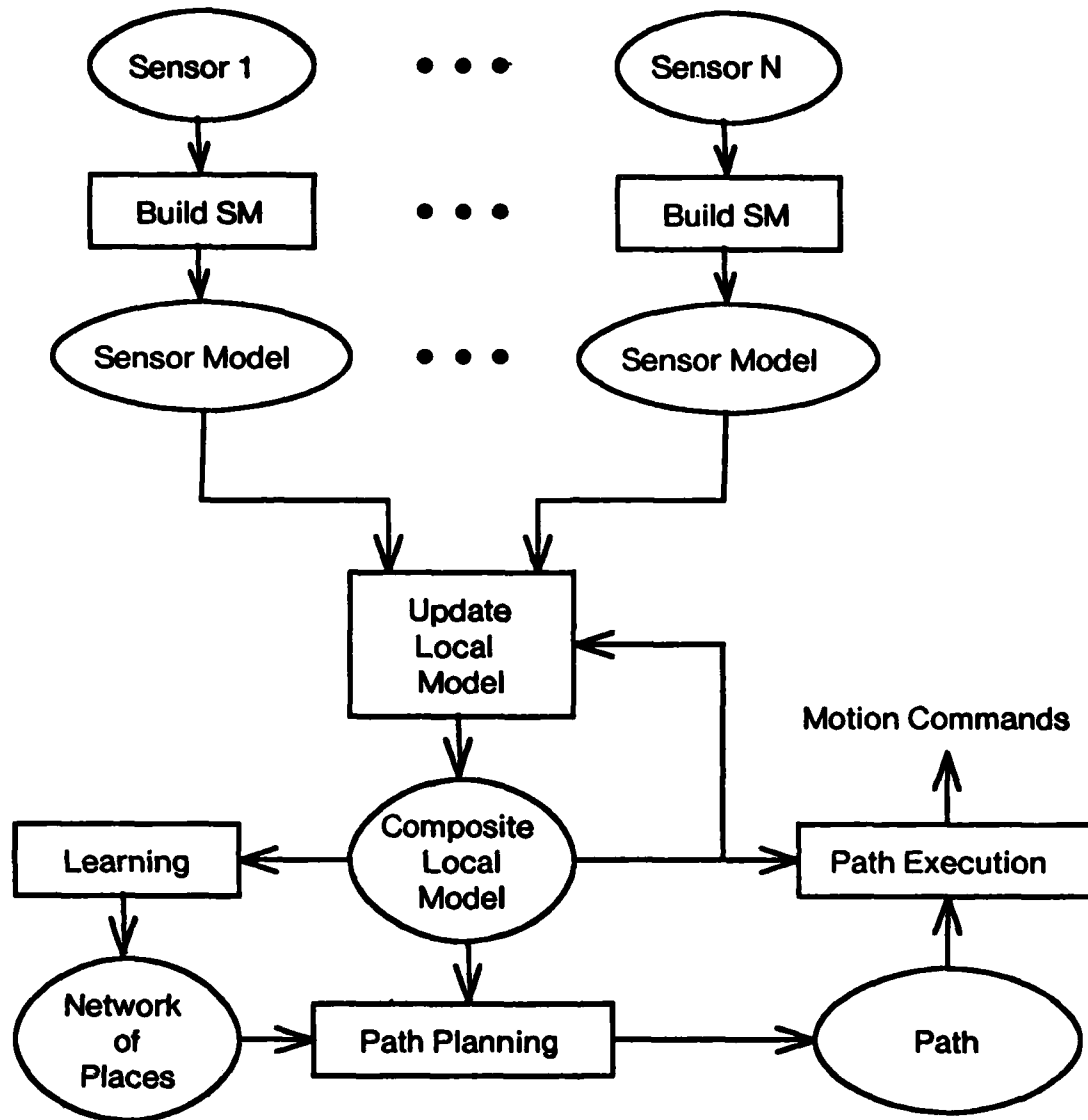 Sensor 1
Sensor N
Build SM
Build SM
Sensor Model
Sensor Model
Update
Local
Model
Motion Commands
Composite
Local
Model
Learning
Path Execution
Network
of
Places
Path Planning
Path